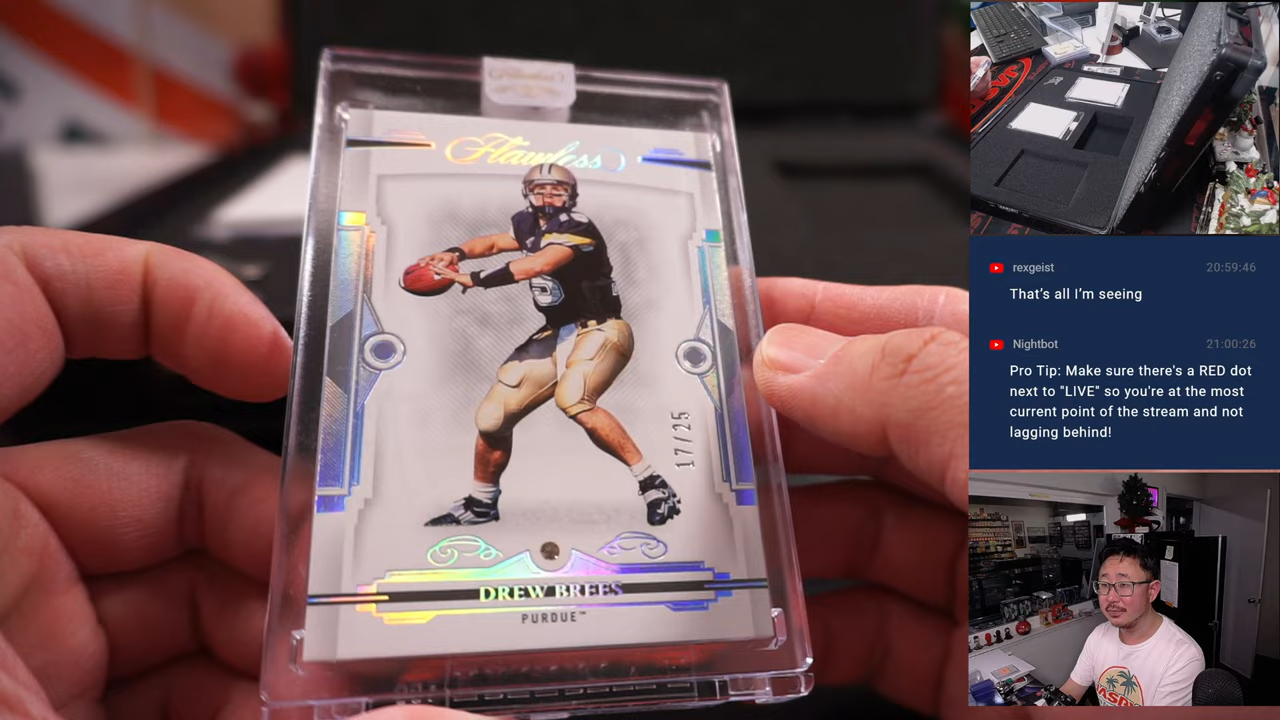 Flawless
17/25
DREW BREES
PURDUE™
rexgeist 20:59:46
That's all I'm seeing
Nightbot 21:00:26
Pro Tip: Make sure there's a RED dot
next to "LIVE" so you're at the most
current point of the stream and not
lagging behind!